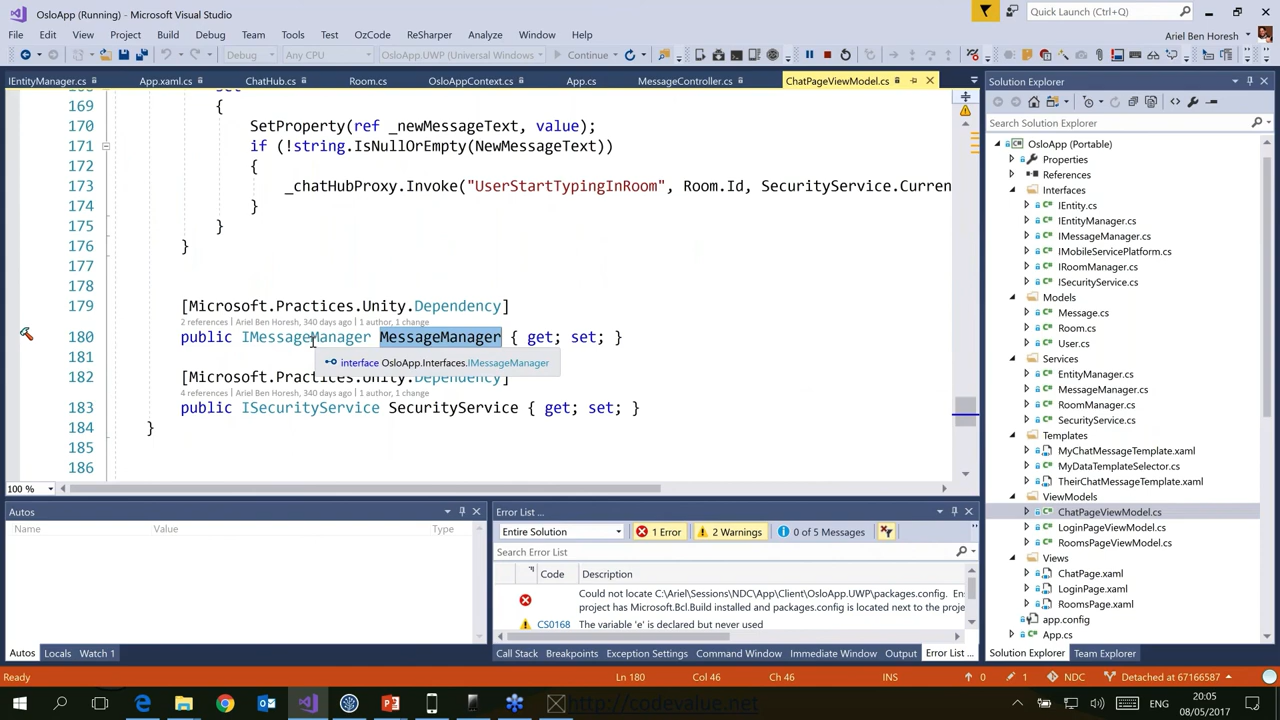 OsloApp (Running) - Microsoft Visual Studio
Quick Launch (Ctrl+Q)
File Edit View Project Build Debug Team Tools Test OzCode ReSharper Analyze Window Help
Ariel Ben Horesh
Debug Any CPU OsloApp.UWP (Universal Windows) Continue
IEntityManager.cs App.xaml.cs ChatHub.cs Room.cs OsloAppContext.cs App.cs MessageController.cs ChatPageViewModel.cs
169 {
170 SetProperty(ref _newMessageText, value);
171 if (!string.IsNullOrEmpty(NewMessageText))
172 {
173 _chatHubProxy.Invoke("UserStartTypingInRoom", Room.Id, SecurityService.Curren
174 }
175 }
176 }
177
178
179 [Microsoft.Practices.Unity.Dependency]
2 references | Ariel Ben Horesh, 340 days ago | 1 author, 1 change
180 public IMessageManager MessageManager { get; set; }
181
interface OsloApp.Interfaces.IMessageManager
182 [Microsoft.Practices.Unity.Dependency]
4 references | Ariel Ben Horesh, 340 days ago | 1 author, 1 change
183 public ISecurityService SecurityService { get; set; }
184 }
185
186
100 %
Solution Explorer
Search Solution Explorer
OsloApp (Portable)
Properties
References
Interfaces
IEntity.cs
IEntityManager.cs
IMessageManager.cs
IMobileServicePlatform.cs
IRoomManager.cs
ISecurityService.cs
Models
Message.cs
Room.cs
User.cs
Services
EntityManager.cs
MessageManager.cs
RoomManager.cs
SecurityService.cs
Templates
MyChatMessageTemplate.xaml
MyDataTemplateSelector.cs
TheirChatMessageTemplate.xaml
ViewModels
ChatPageViewModel.cs
LoginPageViewModel.cs
RoomsPageViewModel.cs
Views
ChatPage.xaml
LoginPage.xaml
RoomsPage.xaml
app.config
App.cs
Solution Explorer Team Explorer
Autos
Name Value
Autos Locals Watch 1
Error List ...
Entire Solution 1 Error 2 Warnings 0 of 5 Messages
Search Error List
Code Description
Could not locate C:\Ariel\Sessions\NDC\App\Client\OsloApp.UWP\packages.config. En
project has Microsoft.Bcl.Build installed and packages.config is located next to the proje
CS0168 The variable 'e' is declared but never used
Call Stack Breakpoints Exception Settings Command Window Immediate Window Output Error List ...
Ready Ln 180 Col 46 Ch 46 INS 0 1 NDC Detached at 67166587
http://codevalue.net
ENG
20:05
08/05/2017